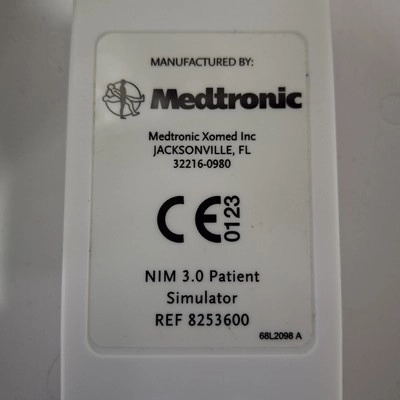 MANUFACTURED BY:
Medtronic
Medtronic Xomed Inc
JACKSONVILLE, FL
32216-0980
CE 0123
NIM 3.0 Patient
Simulator
REF 8253600
68L2098 A